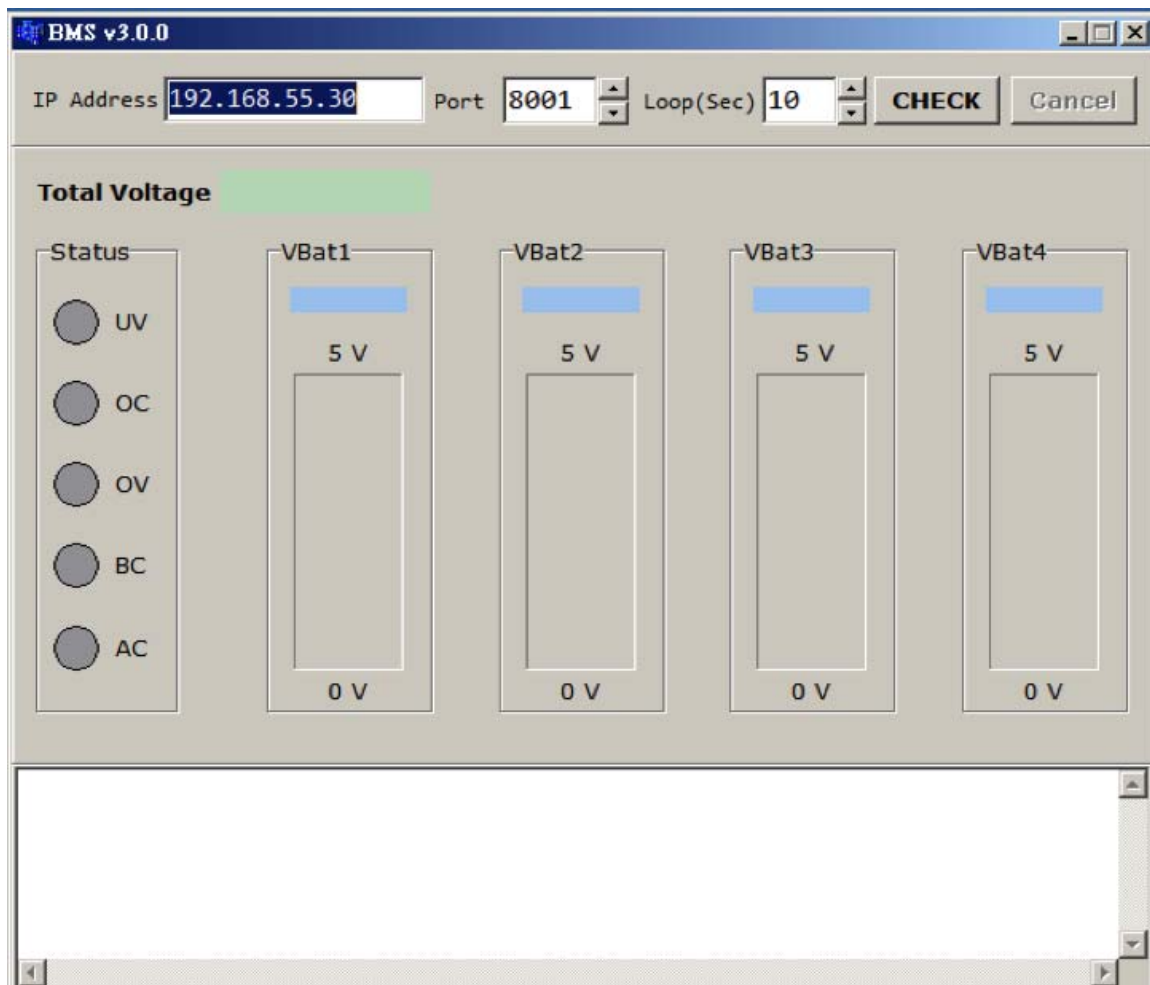 BMS v3.0.0
IP Address 192.168.55.30 Port 8001 Loop(Sec) 10 CHECK Cancel
Total Voltage
Status VBat1 VBat2 VBat3 VBat4
UV
5 V 5 V 5 V 5 V
OC
OV
BC
AC
0 V 0 V 0 V 0 V